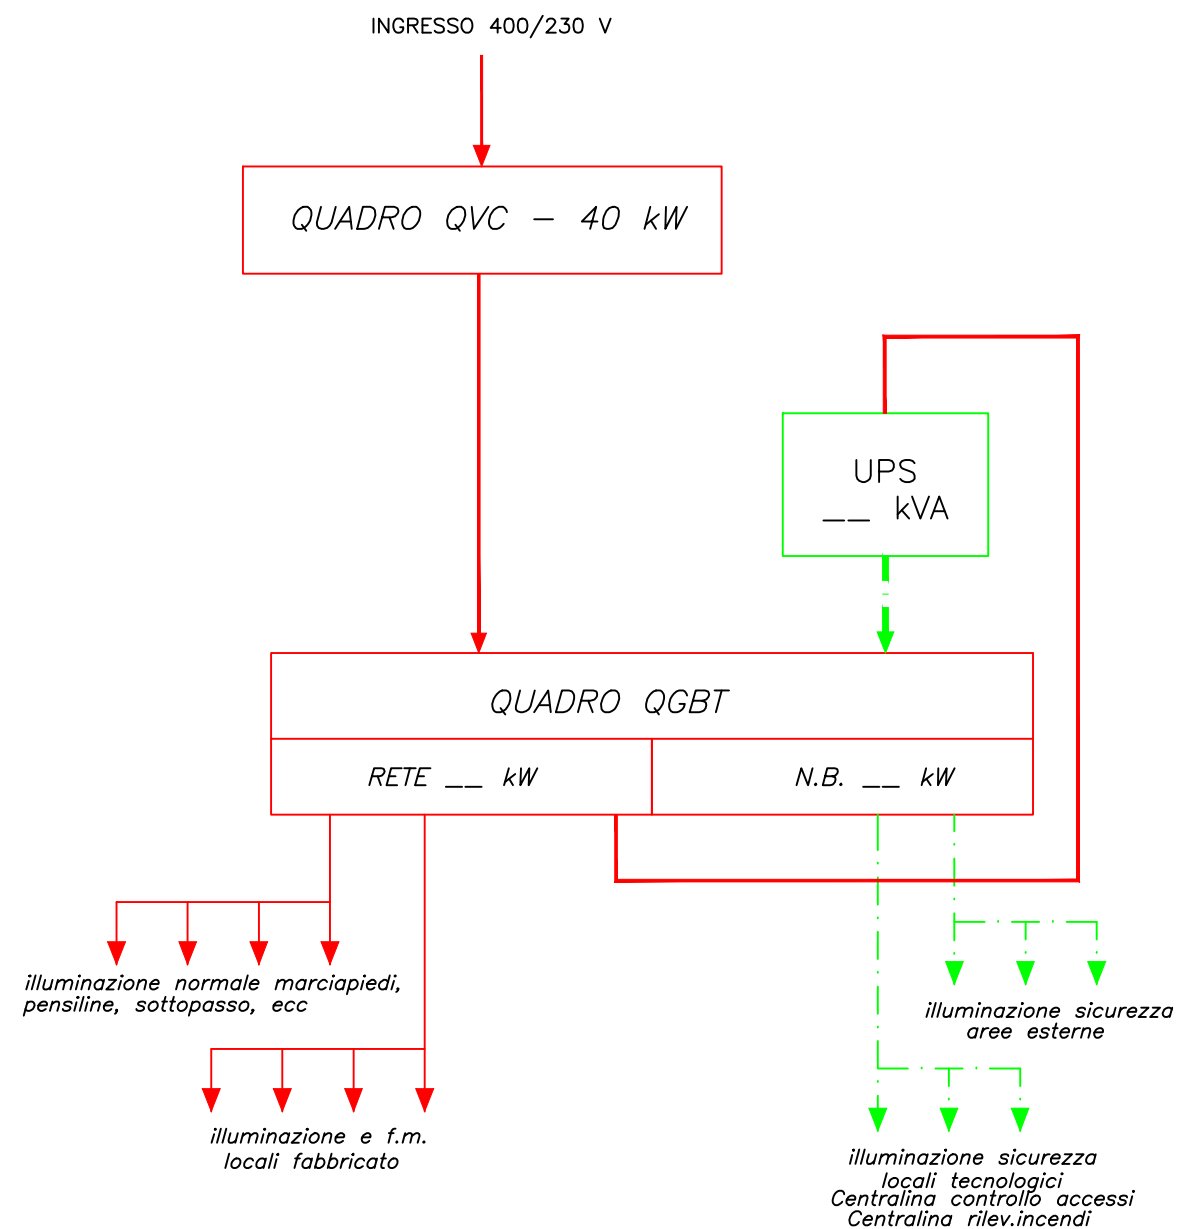 INGRESSO 400/230 V
QUADRO QVC – 40 kW
UPS
__ kVA
QUADRO QGBT
RETE __ kW
N.B. __ kW
illuminazione normale marciapiedi,
pensiline, sottopasso, ecc
illuminazione sicurezza
aree esterne
illuminazione e f.m.
locali fabbricato
illuminazione sicurezza
locali tecnologici
Centralina controllo accessi
Centralina rilev.incendi